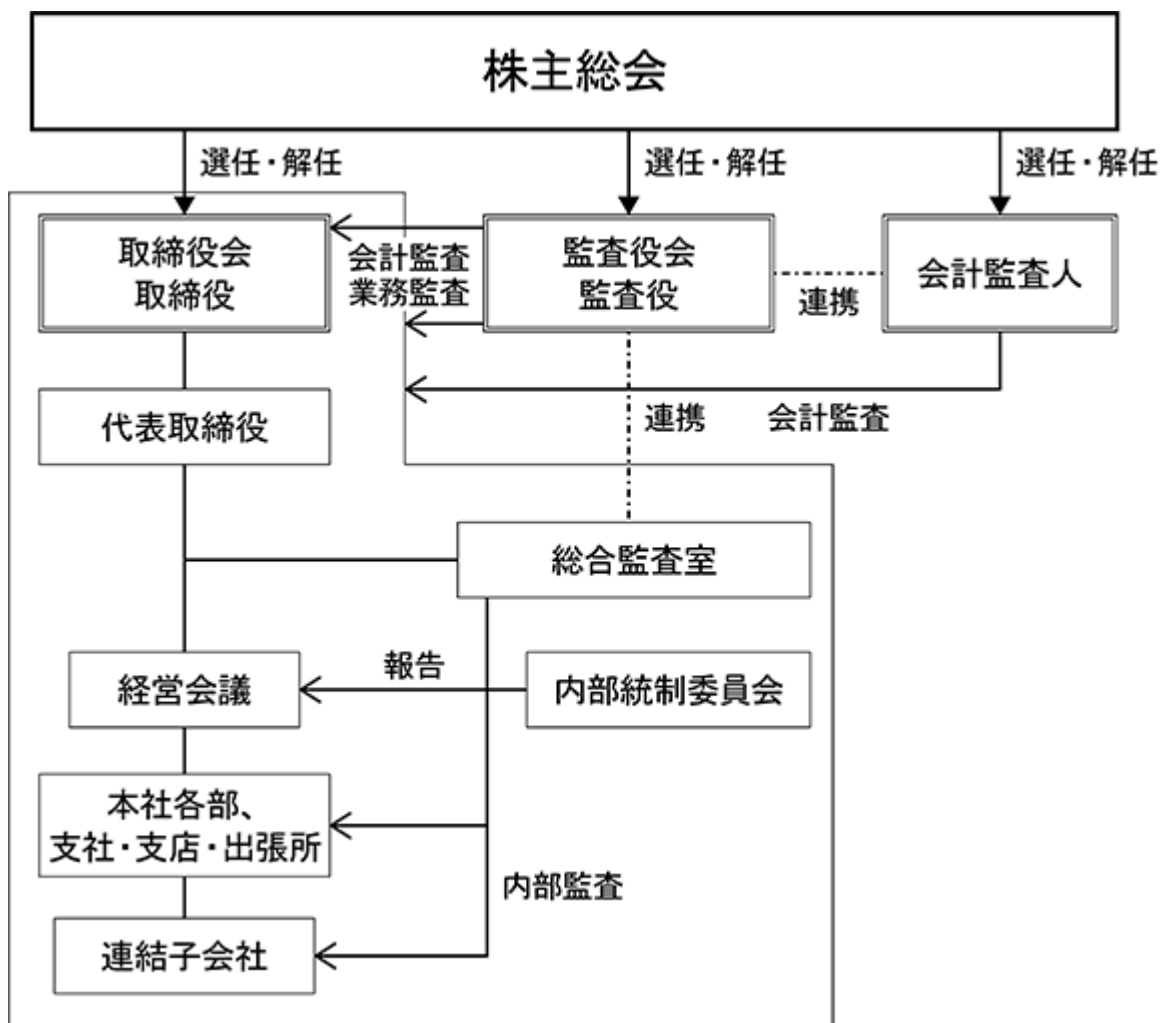 株主総会
選任・解任
選任・解任
選任・解任
取締役会
取締役
会計監査
業務監査
監査役会
監査役
連携
会計監査人
代表取締役
連携
会計監査
総合監査室
経営会議
報告
内部統制委員会
本社各部、
支社・支店・出張所
内部監査
連結子会社